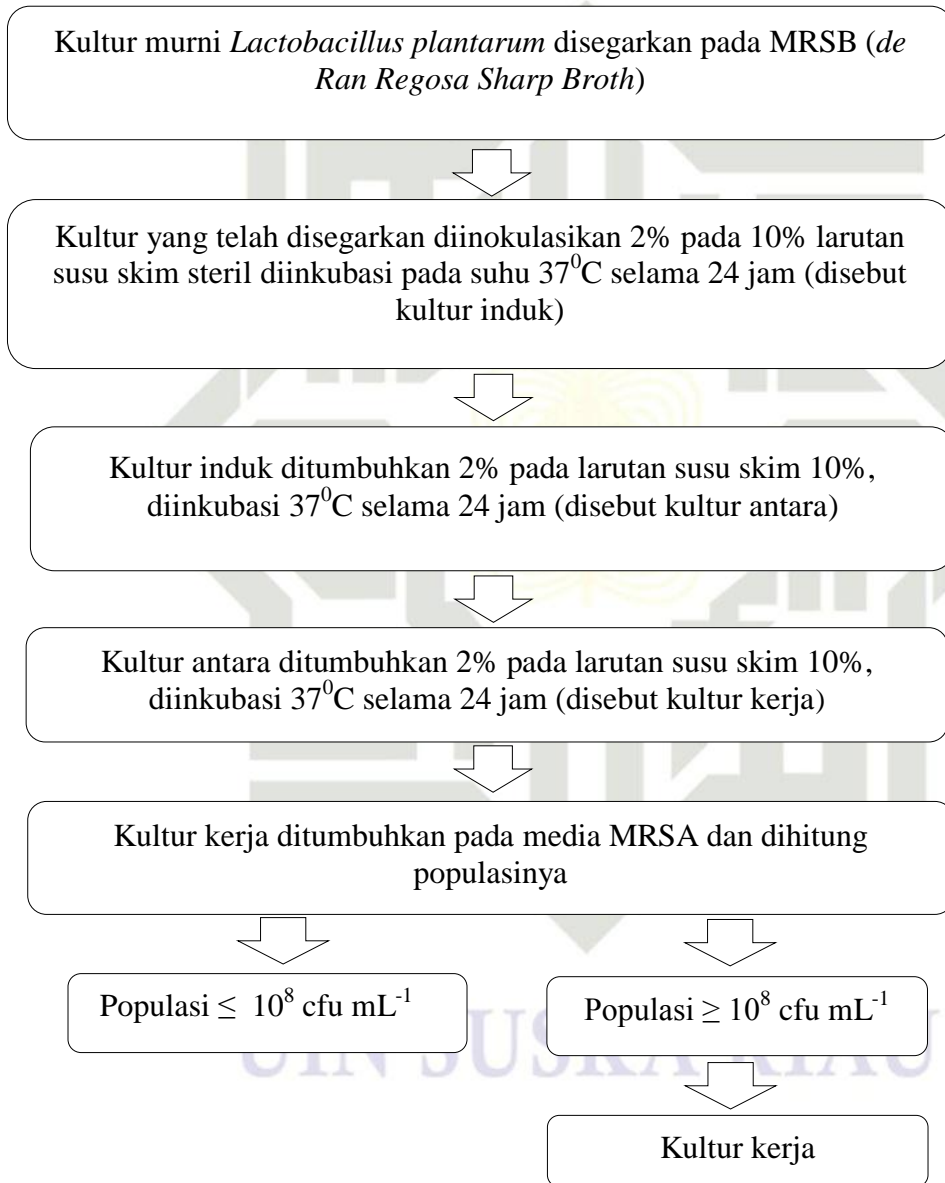 Kultur murni Lactobacillus plantarum disegarkan pada MRSB (de
Ran Regosa Sharp Broth)
Kultur yang telah disegarkan diinokulasikan 2% pada 10% larutan
susu skim steril diinkubasi pada suhu 37⁰C selama 24 jam (disebut
kultur induk)
Kultur induk ditumbuhkan 2% pada larutan susu skim 10%,
diinkubasi 37⁰C selama 24 jam (disebut kultur antara)
Kultur antara ditumbuhkan 2% pada larutan susu skim 10%,
diinkubasi 37⁰C selama 24 jam (disebut kultur kerja)
Kultur kerja ditumbuhkan pada media MRSA dan dihitung
populasinya
Populasi ≤ 10⁸ cfu mL⁻¹
Populasi ≥ 10⁸ cfu mL⁻¹
UIN SUSKA RIAU
Kultur kerja